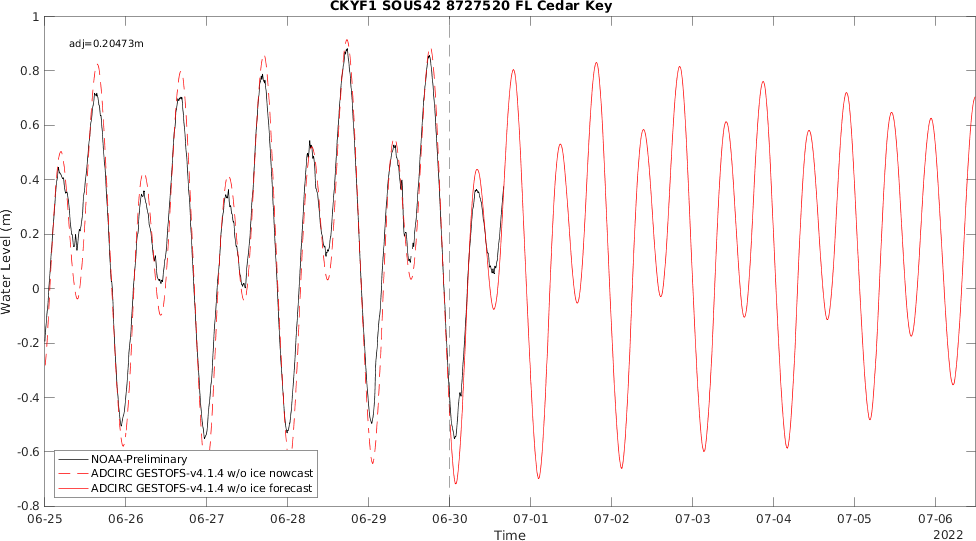 CKYF1 SOUS42 8727520 FL Cedar Key
adj=0.20473m
1
0.8
0.6
0.4
0.2
0
-0.2
-0.4
-0.6
-0.8
Water Level (m)
NOAA-Preliminary
ADCIRC GESTOFS-v4.1.4 w/o ice nowcast
ADCIRC GESTOFS-v4.1.4 w/o ice forecast
06-25 06-26 06-27 06-28 06-29 06-30 07-01 07-02 07-03 07-04 07-05 07-06
Time
2022